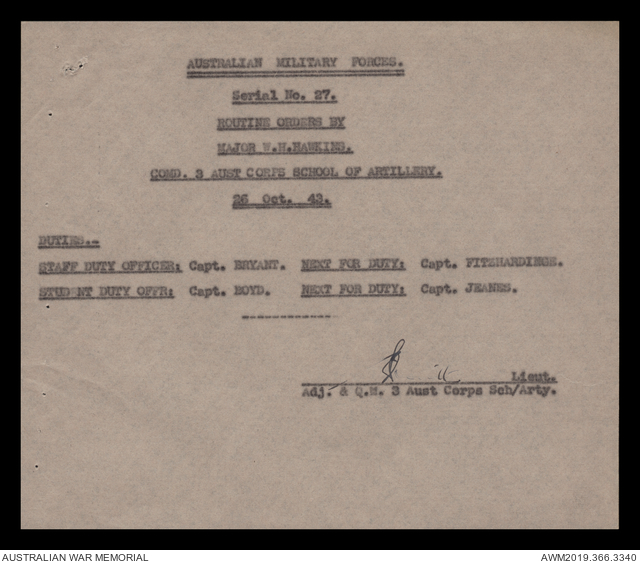 AUSTRALIAN MILITARY FORCES.
Serial No. 27.
ROUTINE ORDERS BY
MAJOR W.H.HAWKINS.
COMD. 3 AUST CORPS SCHOOL OF ARTILLERY.
26 Oct. 43.
DUTIES.-
STAFF DUTY OFFICER: Capt. BRYANT. NEXT FOR DUTY: Capt. FITZHARDINGE.
STUDENT DUTY OFFR: Capt. BOYD. NEXT FOR DUTY: Capt. JEANES.
-------------
Lieut.
Adj. & Q.M. 3 Aust Corps Sch/Arty.
AUSTRALIAN WAR MEMORIAL AWM2019.366.3340